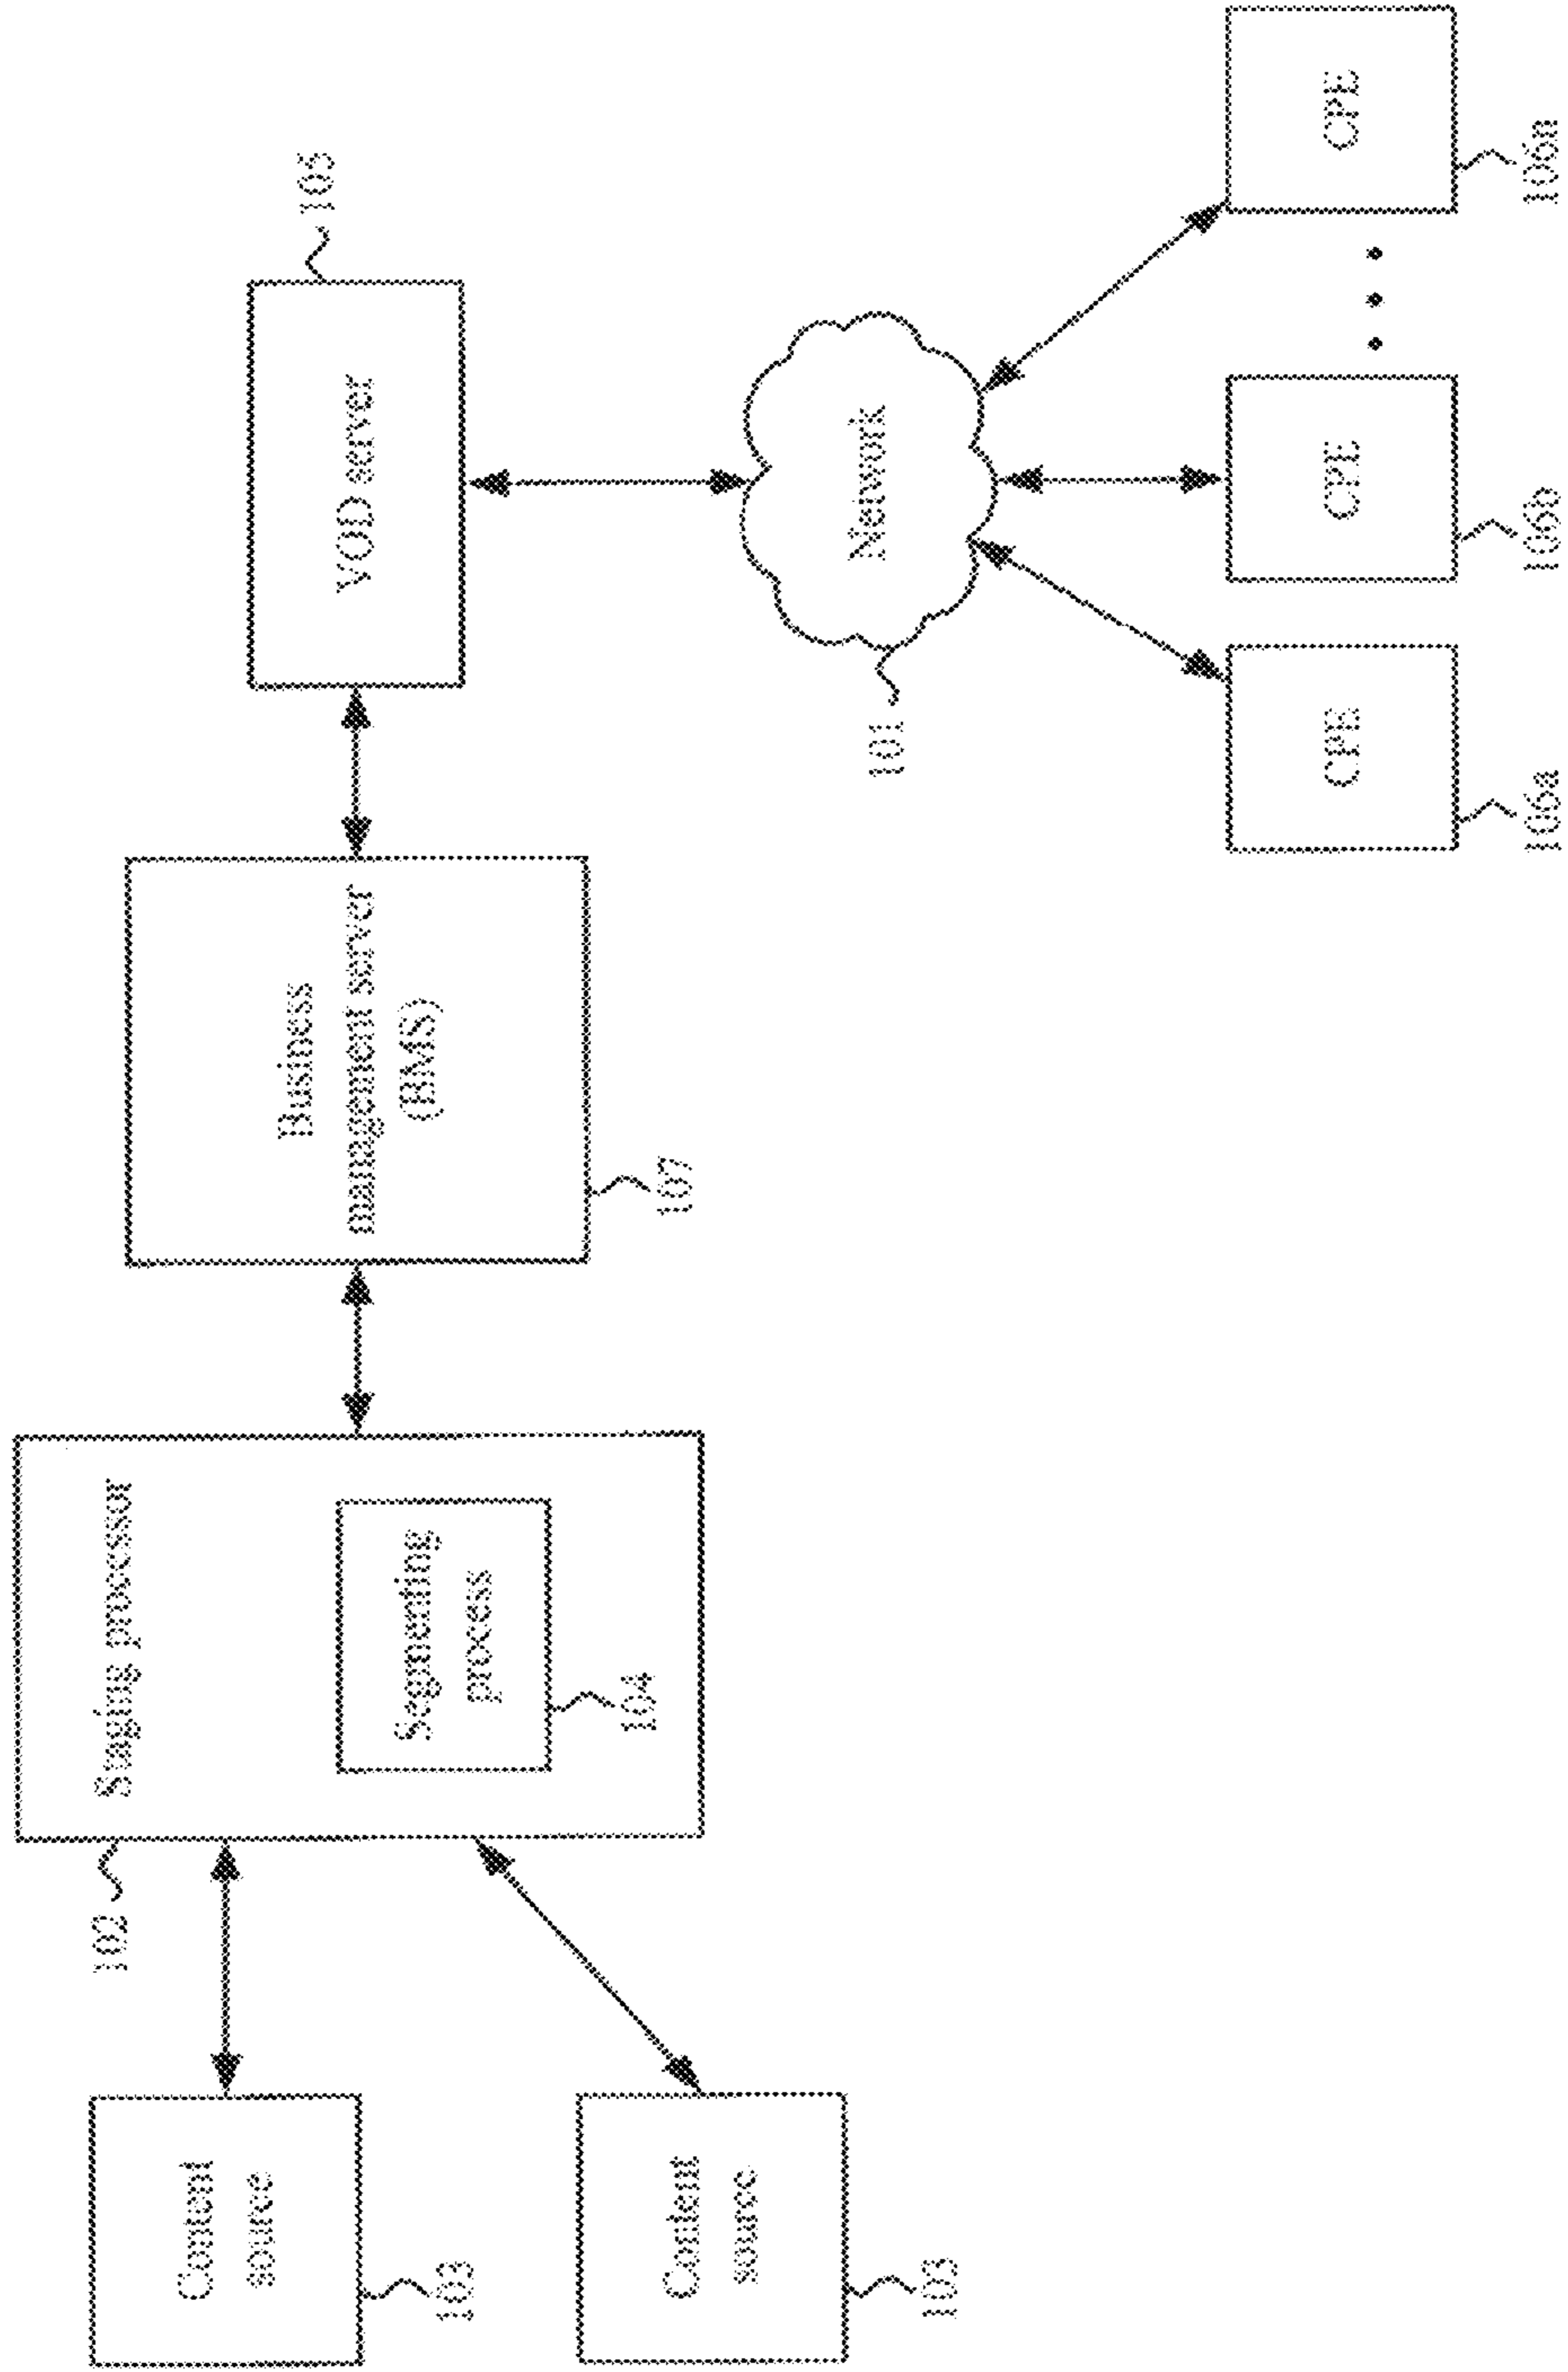 Content
source
103
Content
source
103
102
Staging processor
Segmenting
process
104
Business
management server
(BMS)
107
VOD server
105
Network
101
CPE
106a
CPE
106b
CPE
106n